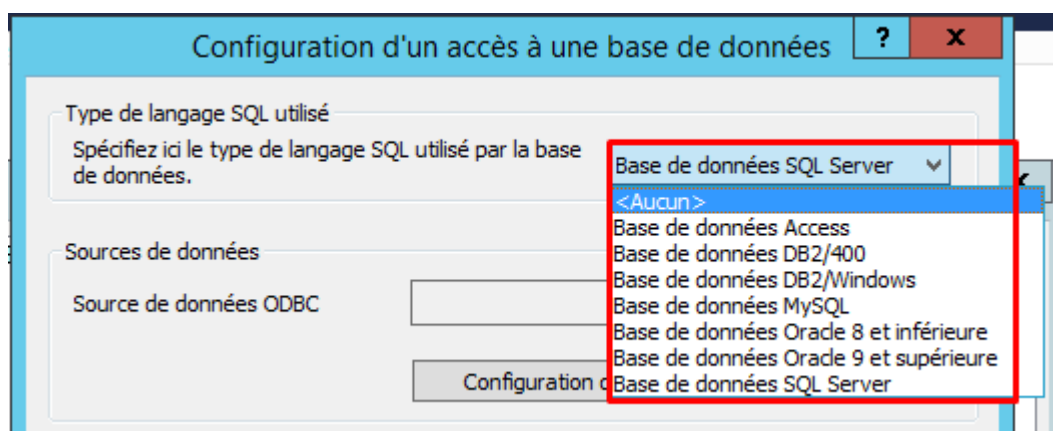 Configuration d'un accès à une base de données
?
x
Type de langage SQL utilisé
Spécifiez ici le type de langage SQL utilisé par la base
de données.
Base de données SQL Server
<Aucun>
Base de données Access
Base de données DB2/400
Base de données DB2/Windows
Base de données MySQL
Base de données Oracle 8 et inférieure
Base de données Oracle 9 et supérieure
Base de données SQL Server
Sources de données
Source de données ODBC
Configuration